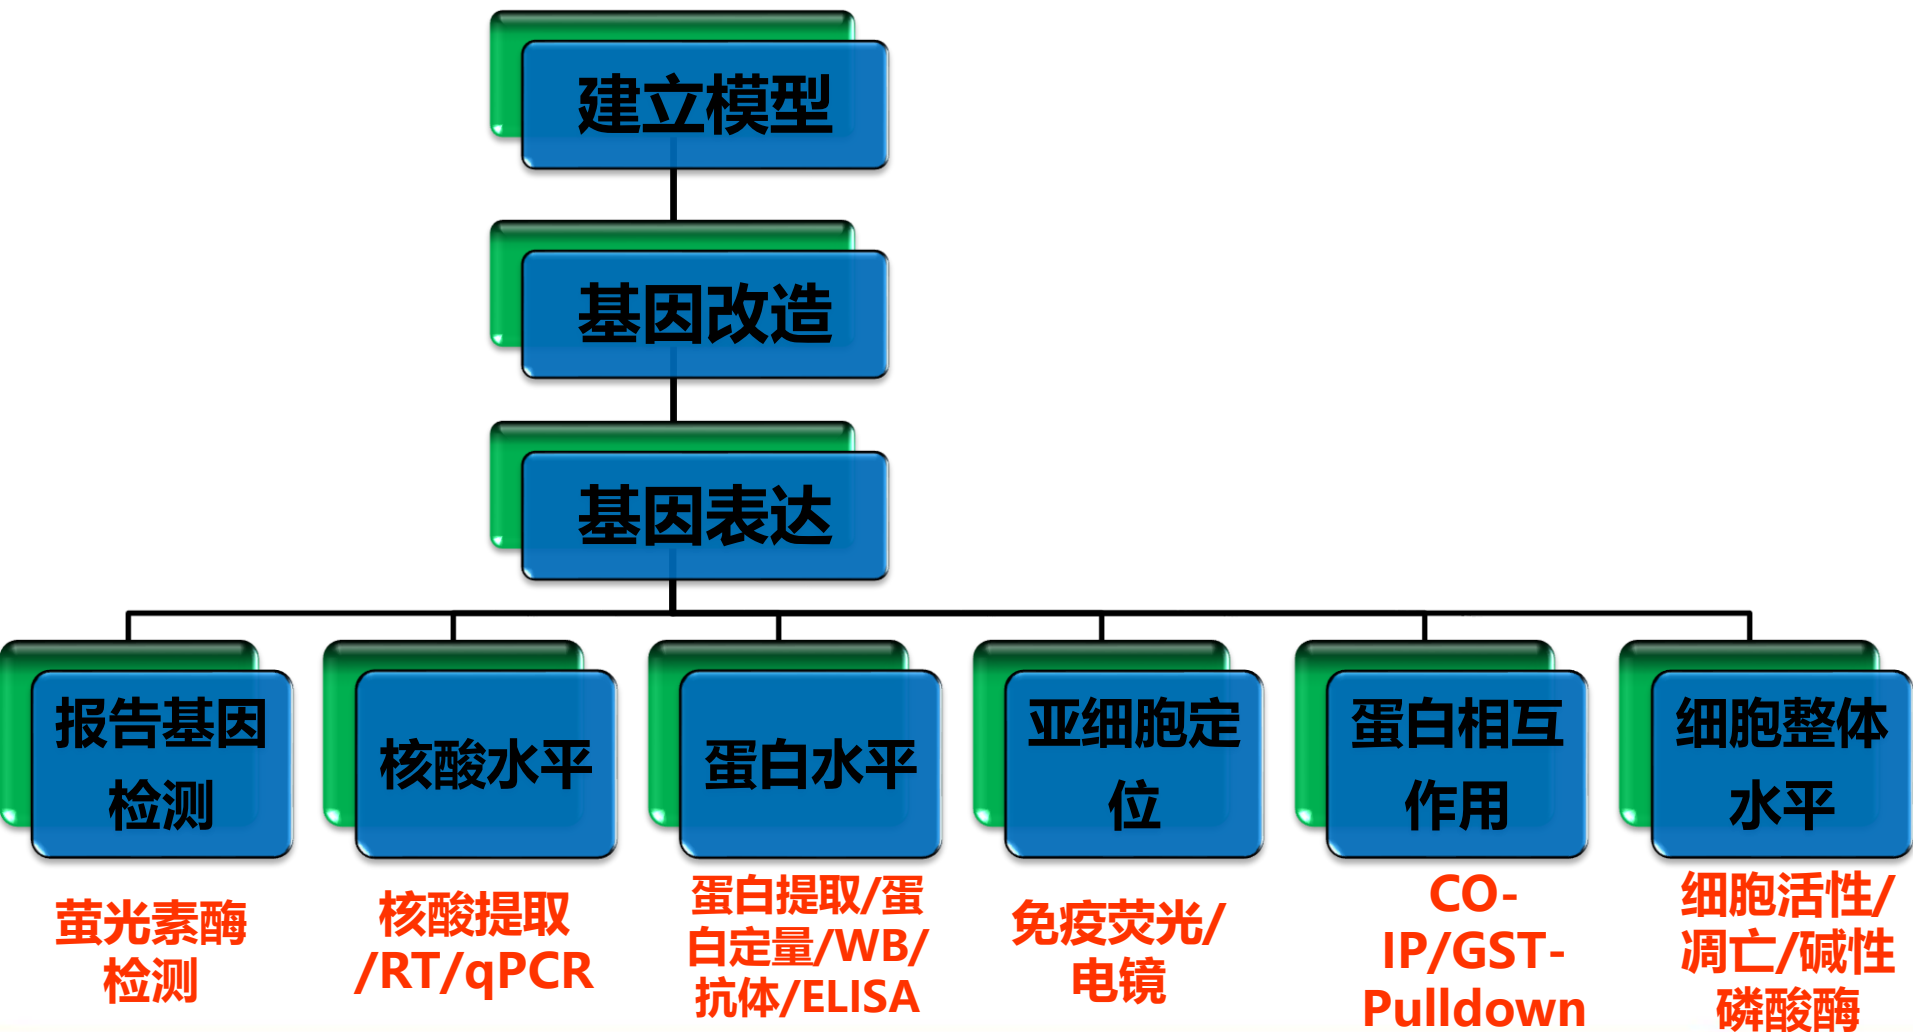 建立模型
基因改造
基因表达
报告基因
检测
核酸水平
蛋白水平
亚细胞定
位
蛋白相互
作用
细胞整体
水平
萤光素酶
检测
核酸提取
/RT/qPCR
蛋白提取/蛋
白定量/WB/
抗体/ELISA
免疫荧光/
电镜
CO-
IP/GST-
Pulldown
细胞活性/
凋亡/碱性
磷酸酶